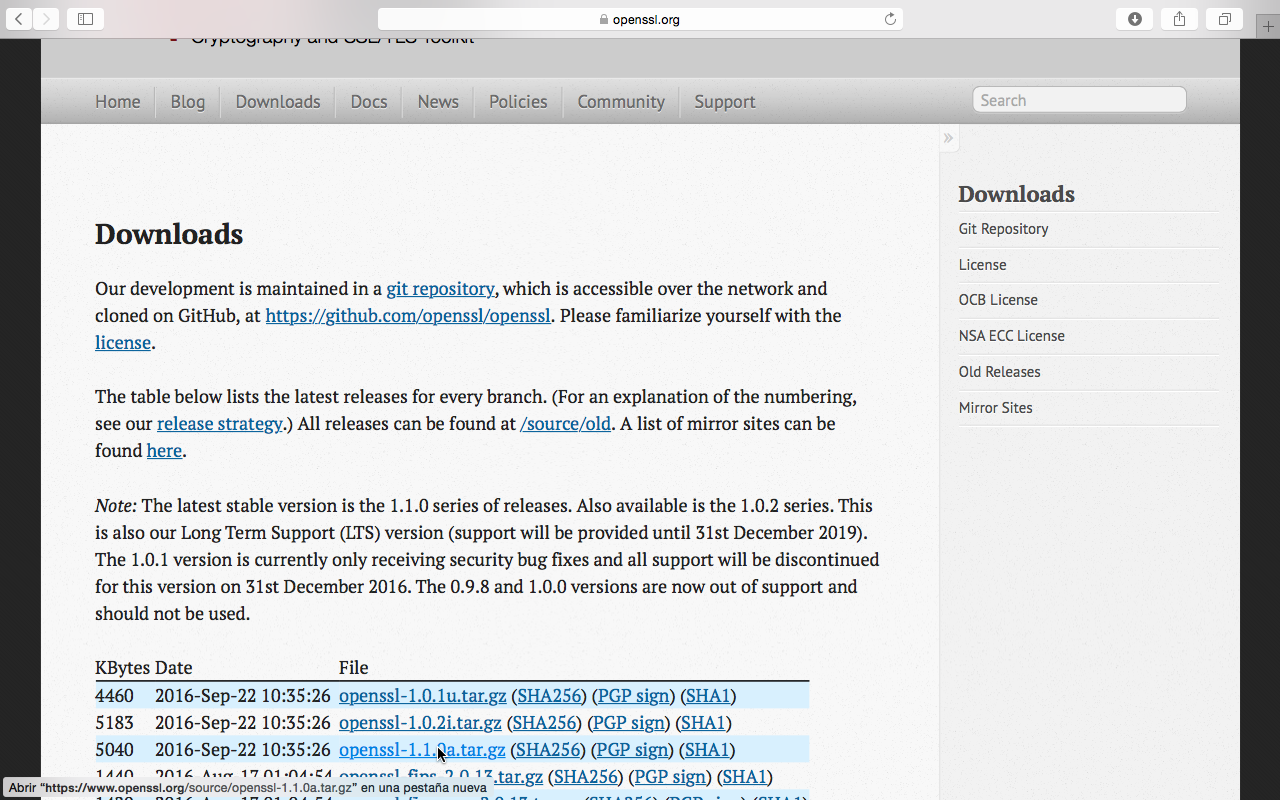 openssl.org
Cryptography and SSL/TLS Toolkit
Home Blog Downloads Docs News Policies Community Support
Search
»
Downloads
Our development is maintained in a git repository, which is accessible over the network and
cloned on GitHub, at https://github.com/openssl/openssl. Please familiarize yourself with the
license.
The table below lists the latest releases for every branch. (For an explanation of the numbering,
see our release strategy.) All releases can be found at /source/old. A list of mirror sites can be
found here.
Note: The latest stable version is the 1.1.0 series of releases. Also available is the 1.0.2 series. This
is also our Long Term Support (LTS) version (support will be provided until 31st December 2019).
The 1.0.1 version is currently only receiving security bug fixes and all support will be discontinued
for this version on 31st December 2016. The 0.9.8 and 1.0.0 versions are now out of support and
should not be used.
KBytes Date File
4460 2016-Sep-22 10:35:26 openssl-1.0.1u.tar.gz (SHA256) (PGP sign) (SHA1)
5183 2016-Sep-22 10:35:26 openssl-1.0.2i.tar.gz (SHA256) (PGP sign) (SHA1)
5040 2016-Sep-22 10:35:26 openssl-1.1.0a.tar.gz (SHA256) (PGP sign) (SHA1)
1440 2016-Aug-17 01:04:54 openssl-fips-2.0.13.tar.gz (SHA256) (PGP sign) (SHA1)
Abrir “https://www.openssl.org/source/openssl-1.1.0a.tar.gz” en una pestaña nueva
Downloads
Git Repository
License
OCB License
NSA ECC License
Old Releases
Mirror Sites